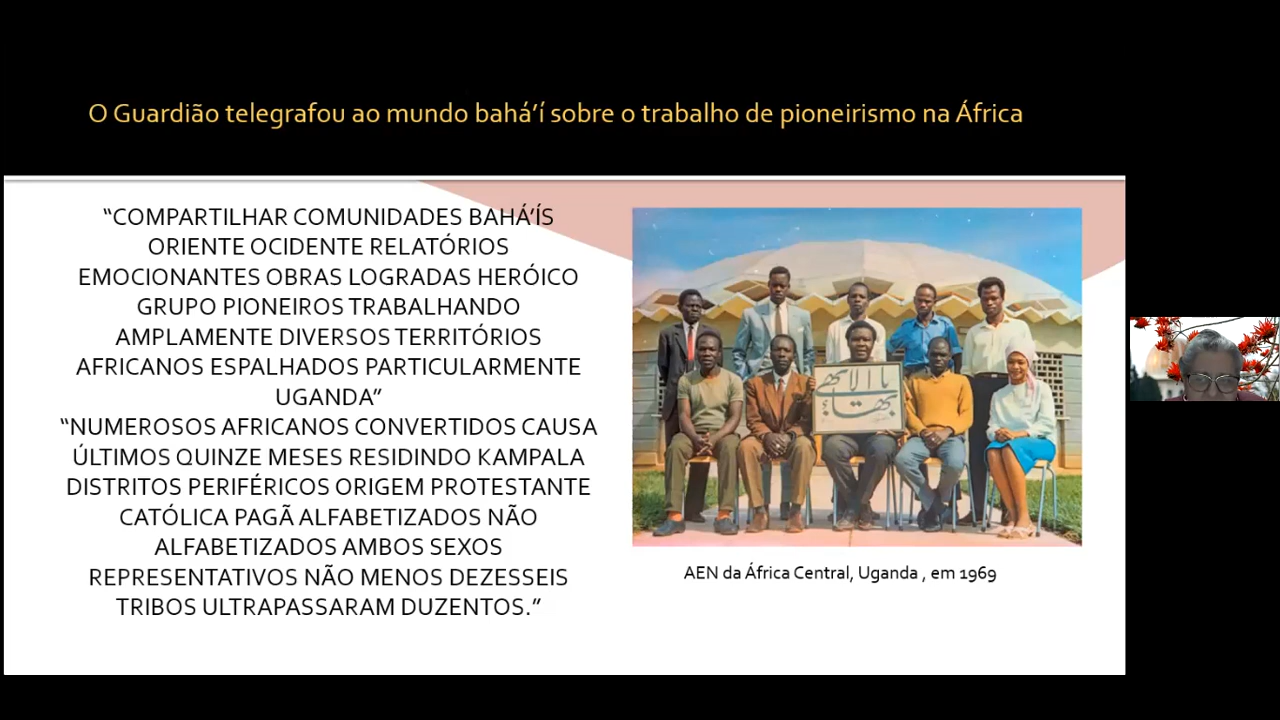 O Guardião telegrafou ao mundo bahá’í sobre o trabalho de pioneirismo na África
“COMPARTILHAR COMUNIDADES BAHÁ’ÍS
ORIENTE OCIDENTE RELATÓRIOS
EMOCIONANTES OBRAS LOGRADAS HERÓICO
GRUPO PIONEIROS TRABALHANDO
AMPLAMENTE DIVERSOS TERRITÓRIOS
AFRICANOS ESPALHADOS PARTICULARMENTE
UGANDA”
“NUMEROSOS AFRICANOS CONVERTIDOS CAUSA
ÚLTIMOS QUINZE MESES RESIDINDO KAMPALA
DISTRITOS PERIFÉRICOS ORIGEM PROTESTANTE
CATÓLICA PAGÃ ALFABETIZADOS NÃO
ALFABETIZADOS AMBOS SEXOS
REPRESENTATIVOS NÃO MENOS DEZESSEIS
TRIBOS ULTRAPASSARAM DUZENTOS.”
يا بهاء الابهى
AEN da África Central, Uganda , em 1969